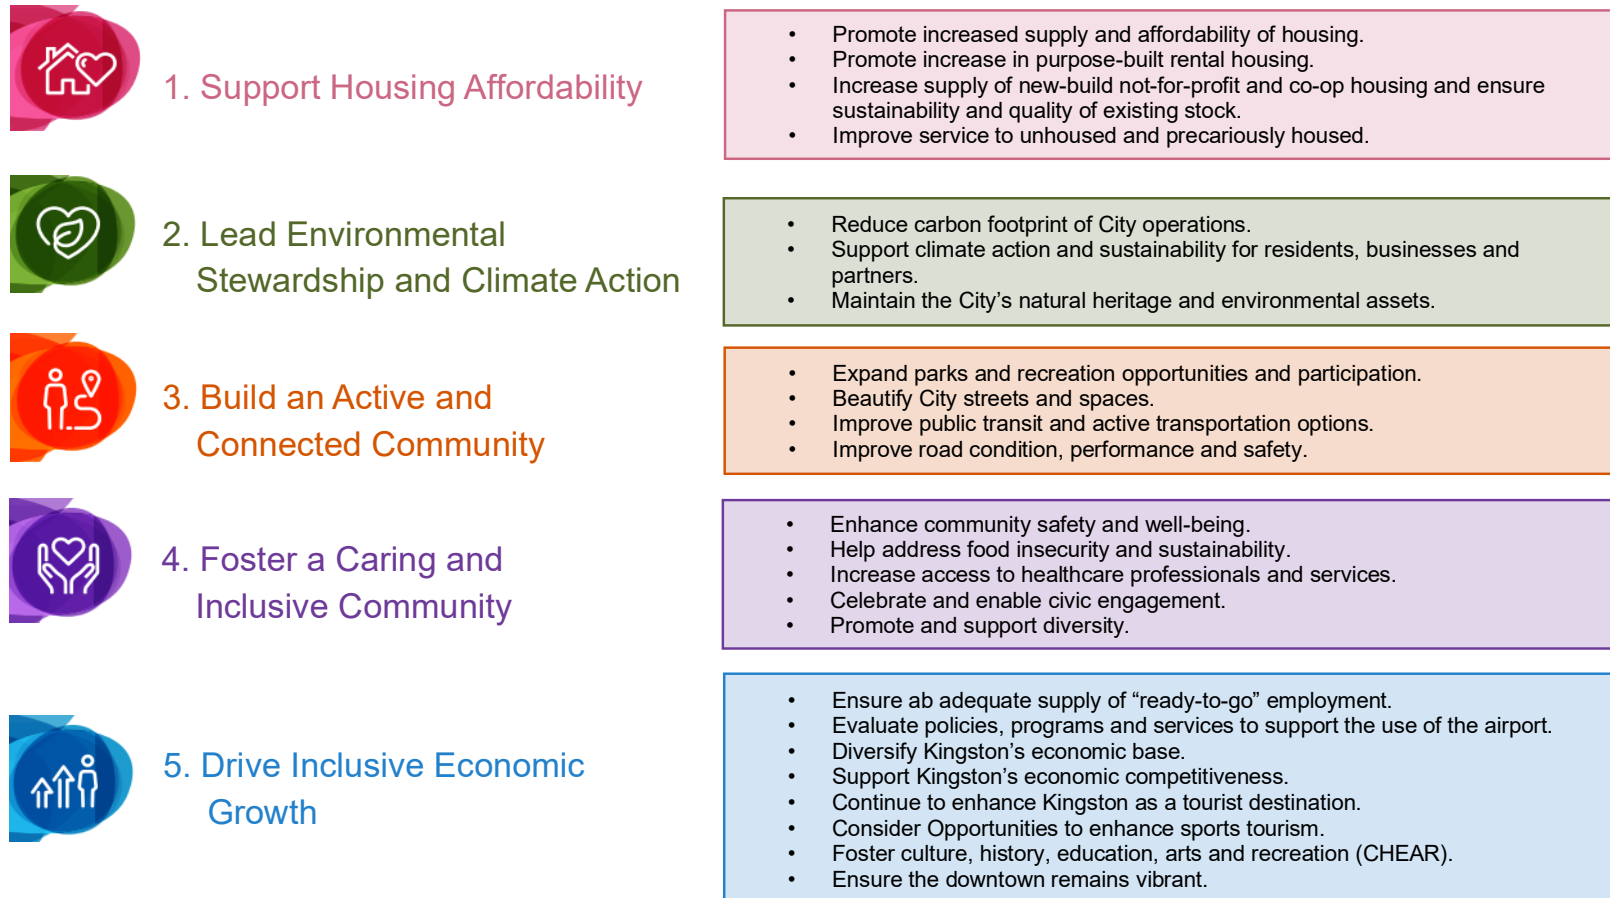 1. Support Housing Affordability
• Promote increased supply and affordability of housing.
• Promote increase in purpose-built rental housing.
• Increase supply of new-build not-for-profit and co-op housing and ensure
sustainability and quality of existing stock.
• Improve service to unhoused and precariously housed.
2. Lead Environmental
Stewardship and Climate Action
• Reduce carbon footprint of City operations.
• Support climate action and sustainability for residents, businesses and
partners.
• Maintain the City’s natural heritage and environmental assets.
3. Build an Active and
Connected Community
• Expand parks and recreation opportunities and participation.
• Beautify City streets and spaces.
• Improve public transit and active transportation options.
• Improve road condition, performance and safety.
4. Foster a Caring and
Inclusive Community
• Enhance community safety and well-being.
• Help address food insecurity and sustainability.
• Increase access to healthcare professionals and services.
• Celebrate and enable civic engagement.
• Promote and support diversity.
5. Drive Inclusive Economic
Growth
• Ensure ab adequate supply of “ready-to-go” employment.
• Evaluate policies, programs and services to support the use of the airport.
• Diversify Kingston’s economic base.
• Support Kingston’s economic competitiveness.
• Continue to enhance Kingston as a tourist destination.
• Consider Opportunities to enhance sports tourism.
• Foster culture, history, education, arts and recreation (CHEAR).
• Ensure the downtown remains vibrant.